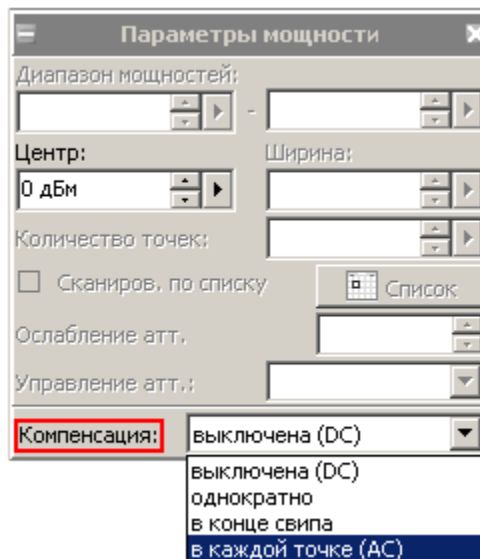 Параметры мощности
Диапазон мощностей:
-
Центр: Ширина:
0 дБм
Количество точек:
Сканиров. по списку Список
Ослабление атт.
Управление атт.:
Компенсация: выключена (DC)
выключена (DC)
однократно
в конце свипа
в каждой точке (AC)